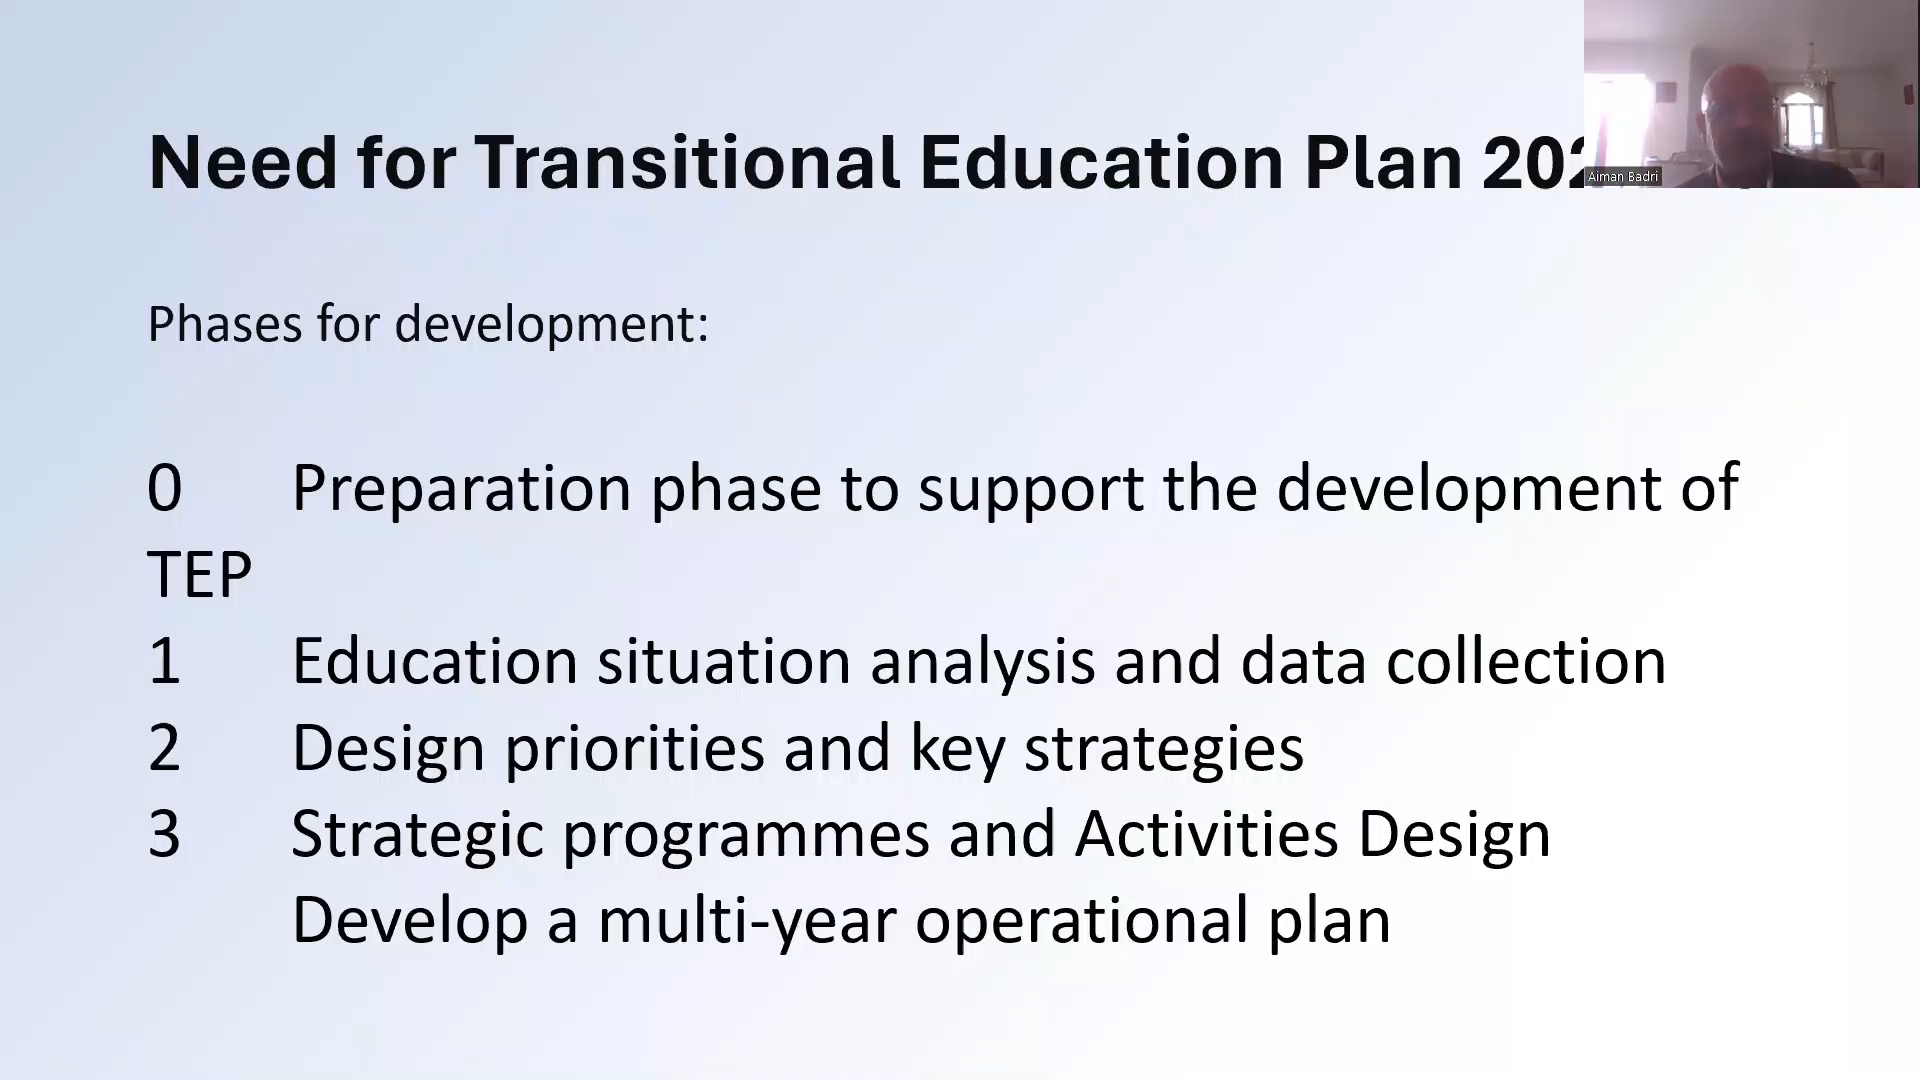 Need for Transitional Education Plan 202
Phases for development:
0 Preparation phase to support the development of
TEP
1 Education situation analysis and data collection
2 Design priorities and key strategies
3 Strategic programmes and Activities Design
Develop a multi-year operational plan
Aiman Badri